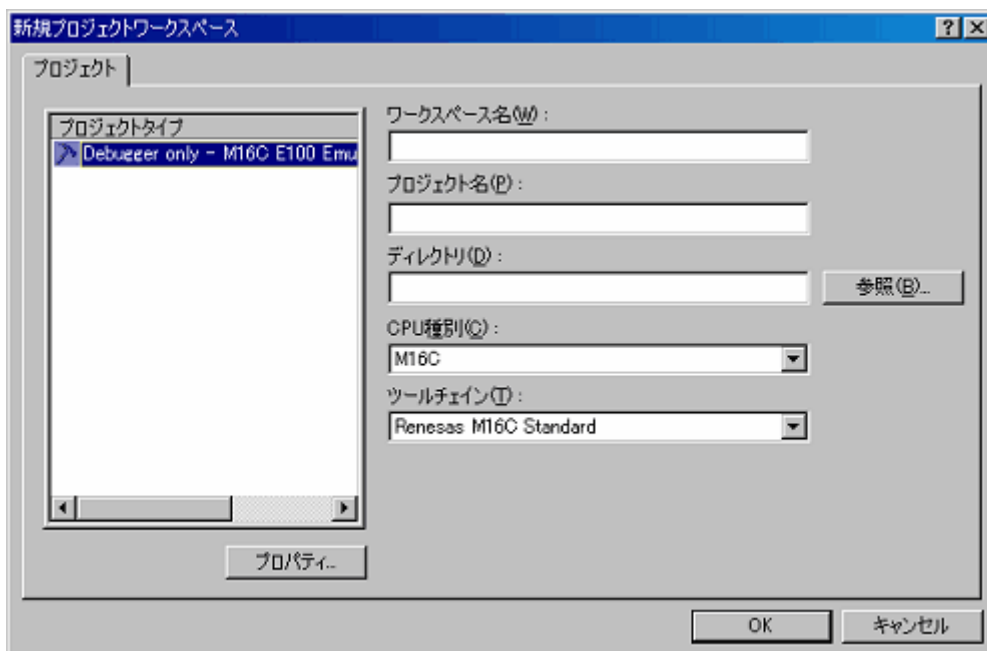 新規プロジェクトワークスペース
プロジェクト
プロジェクトタイプ
Debugger only - M16C E100 Emu
プロパティ...
ワークスペース名(W):
プロジェクト名(P):
ディレクトリ(D):
参照(B)...
CPU種別(C):
M16C
ツールチェイン(T):
Renesas M16C Standard
OK
キャンセル